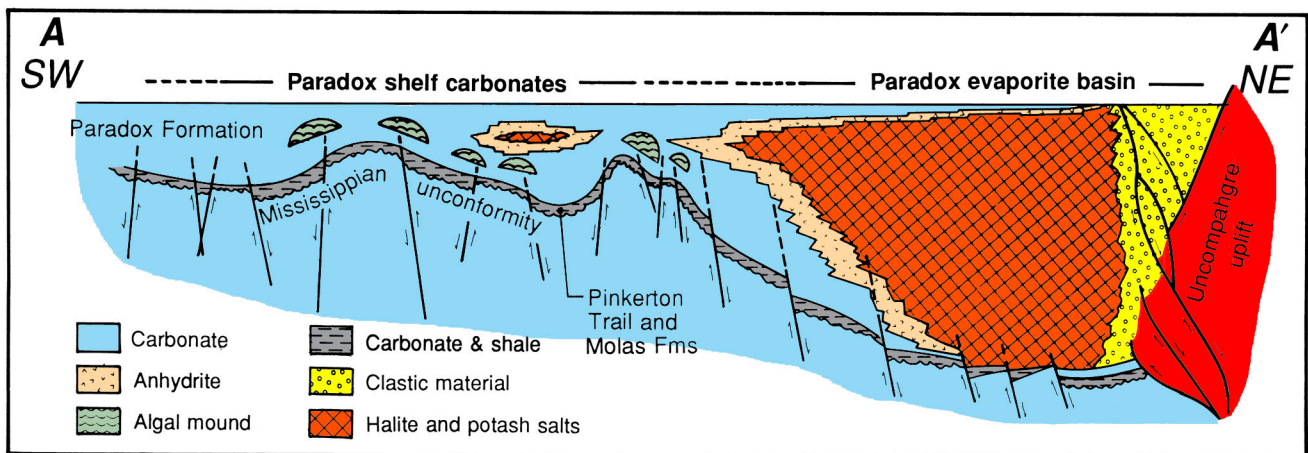 A
SW
Paradox shelf carbonates
Paradox evaporite basin
A'
NE
Paradox Formation
Mississippian
unconformity
Uncompahgre
uplift
Pinkerton
Trail and
Molas Fms
Carbonate
Carbonate & shale
Anhydrite
Clastic material
Algal mound
Halite and potash salts